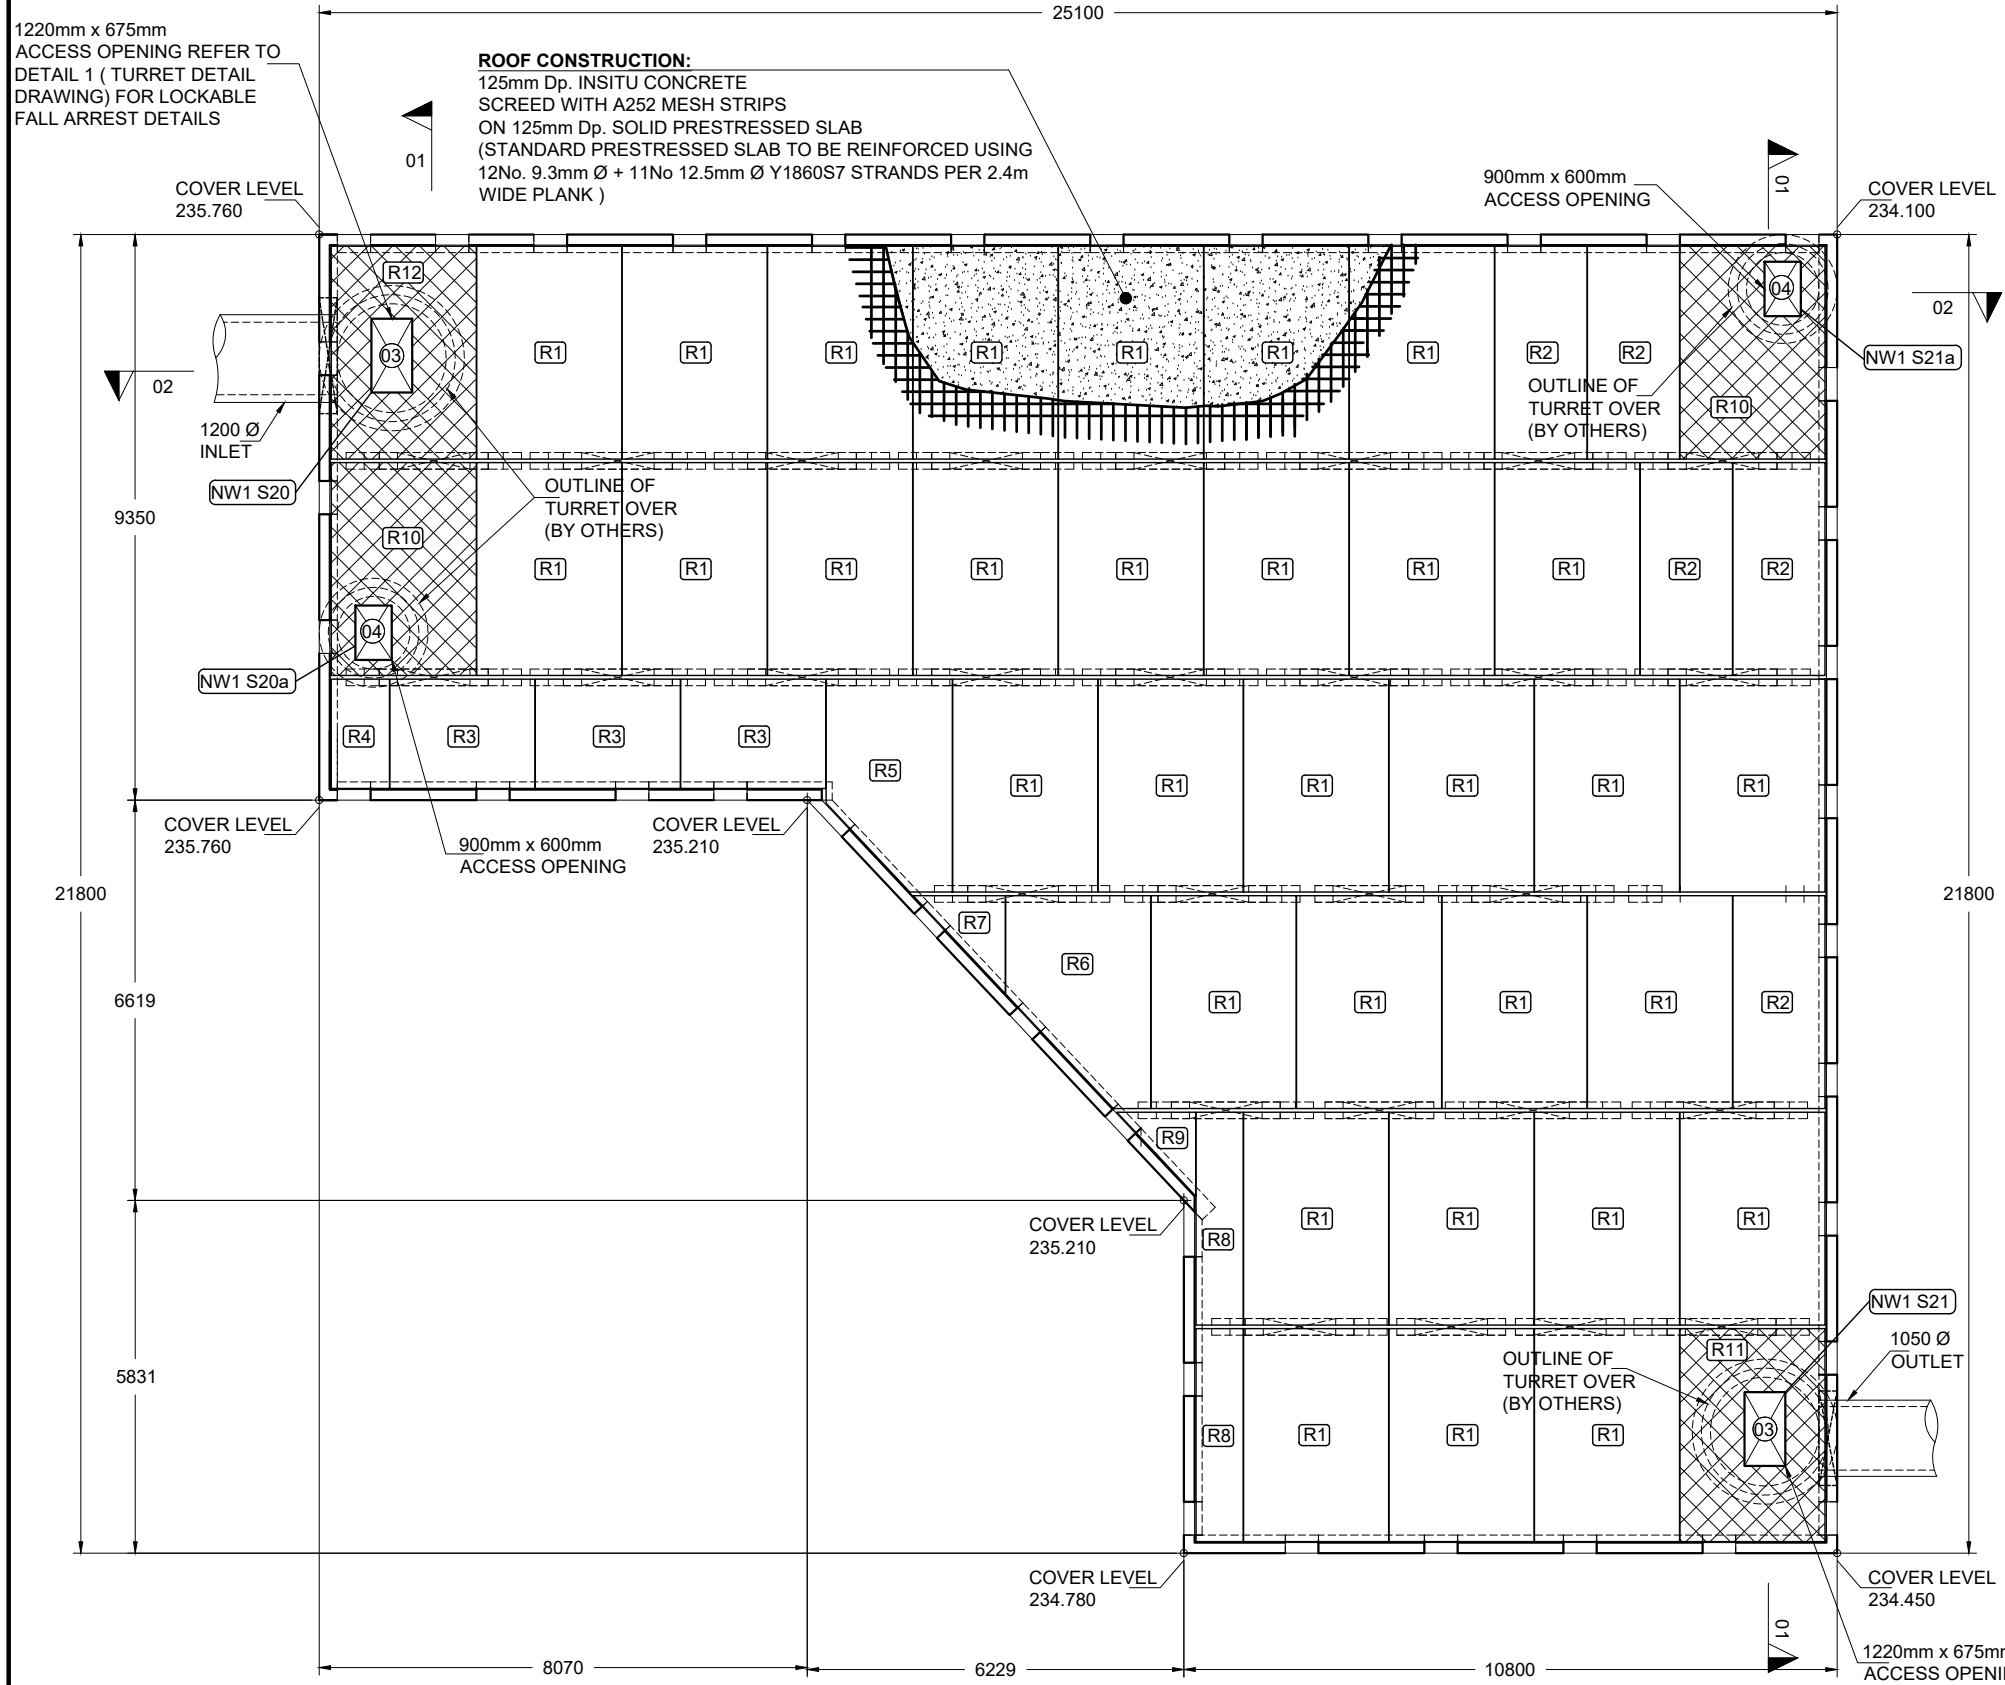 25100
1220mm x 675mm
ACCESS OPENING REFER TO
DETAIL 1 ( TURRET DETAIL
DRAWING) FOR LOCKABLE
FALL ARREST DETAILS
ROOF CONSTRUCTION:
125mm Dp. INSITU CONCRETE
SCREED WITH A252 MESH STRIPS
ON 125mm Dp. SOLID PRESTRESSED SLAB
(STANDARD PRESTRESSED SLAB TO BE REINFORCED USING
12No. 9.3mm Ø + 11No 12.5mm Ø Y1860S7 STRANDS PER 2.4m
WIDE PLANK )
01
01
COVER LEVEL
235.760
900mm x 600mm
ACCESS OPENING
COVER LEVEL
234.100
R12
03
04
02
02
R1
R1
R1
R1
R1
R1
R1
R2
R2
NW1 S21a
OUTLINE OF
TURRET OVER
(BY OTHERS)
R10
1200 Ø
INLET
NW1 S20
OUTLINE OF
TURRET OVER
(BY OTHERS)
9350
R10
R1
R1
R1
R1
R1
R1
R1
R1
R2
R2
04
NW1 S20a
R4
R3
R3
R3
R5
R1
R1
R1
R1
R1
R1
COVER LEVEL
235.760
900mm x 600mm
ACCESS OPENING
COVER LEVEL
235.210
21800
21800
R7
R6
6619
R1
R1
R1
R1
R2
R9
COVER LEVEL
235.210
R8
R1
R1
R1
R1
NW1 S21
1050 Ø
OUTLET
R11
OUTLINE OF
TURRET OVER
(BY OTHERS)
5831
R8
R1
R1
R1
03
COVER LEVEL
234.780
COVER LEVEL
234.450
01
1220mm x 675mm
8070
6229
10800